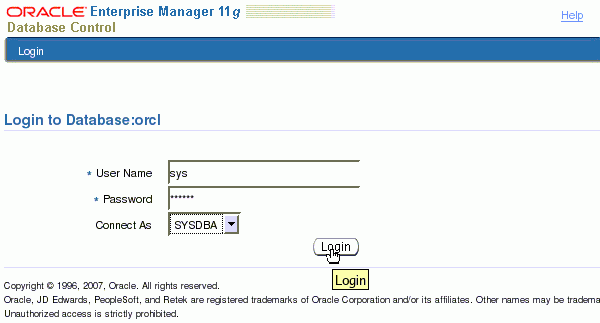 ORACLE Enterprise Manager 11g
Help
Database Control
Login
Login to Database:orcl
* User Name sys
* Password ******
Connect As SYSDBA
Login
Login
Copyright © 1996, 2007, Oracle. All rights reserved.
Oracle, JD Edwards, PeopleSoft, and Retek are registered trademarks of Oracle Corporation and/or its affiliates. Other names may be tradema
Unauthorized access is strictly prohibited.